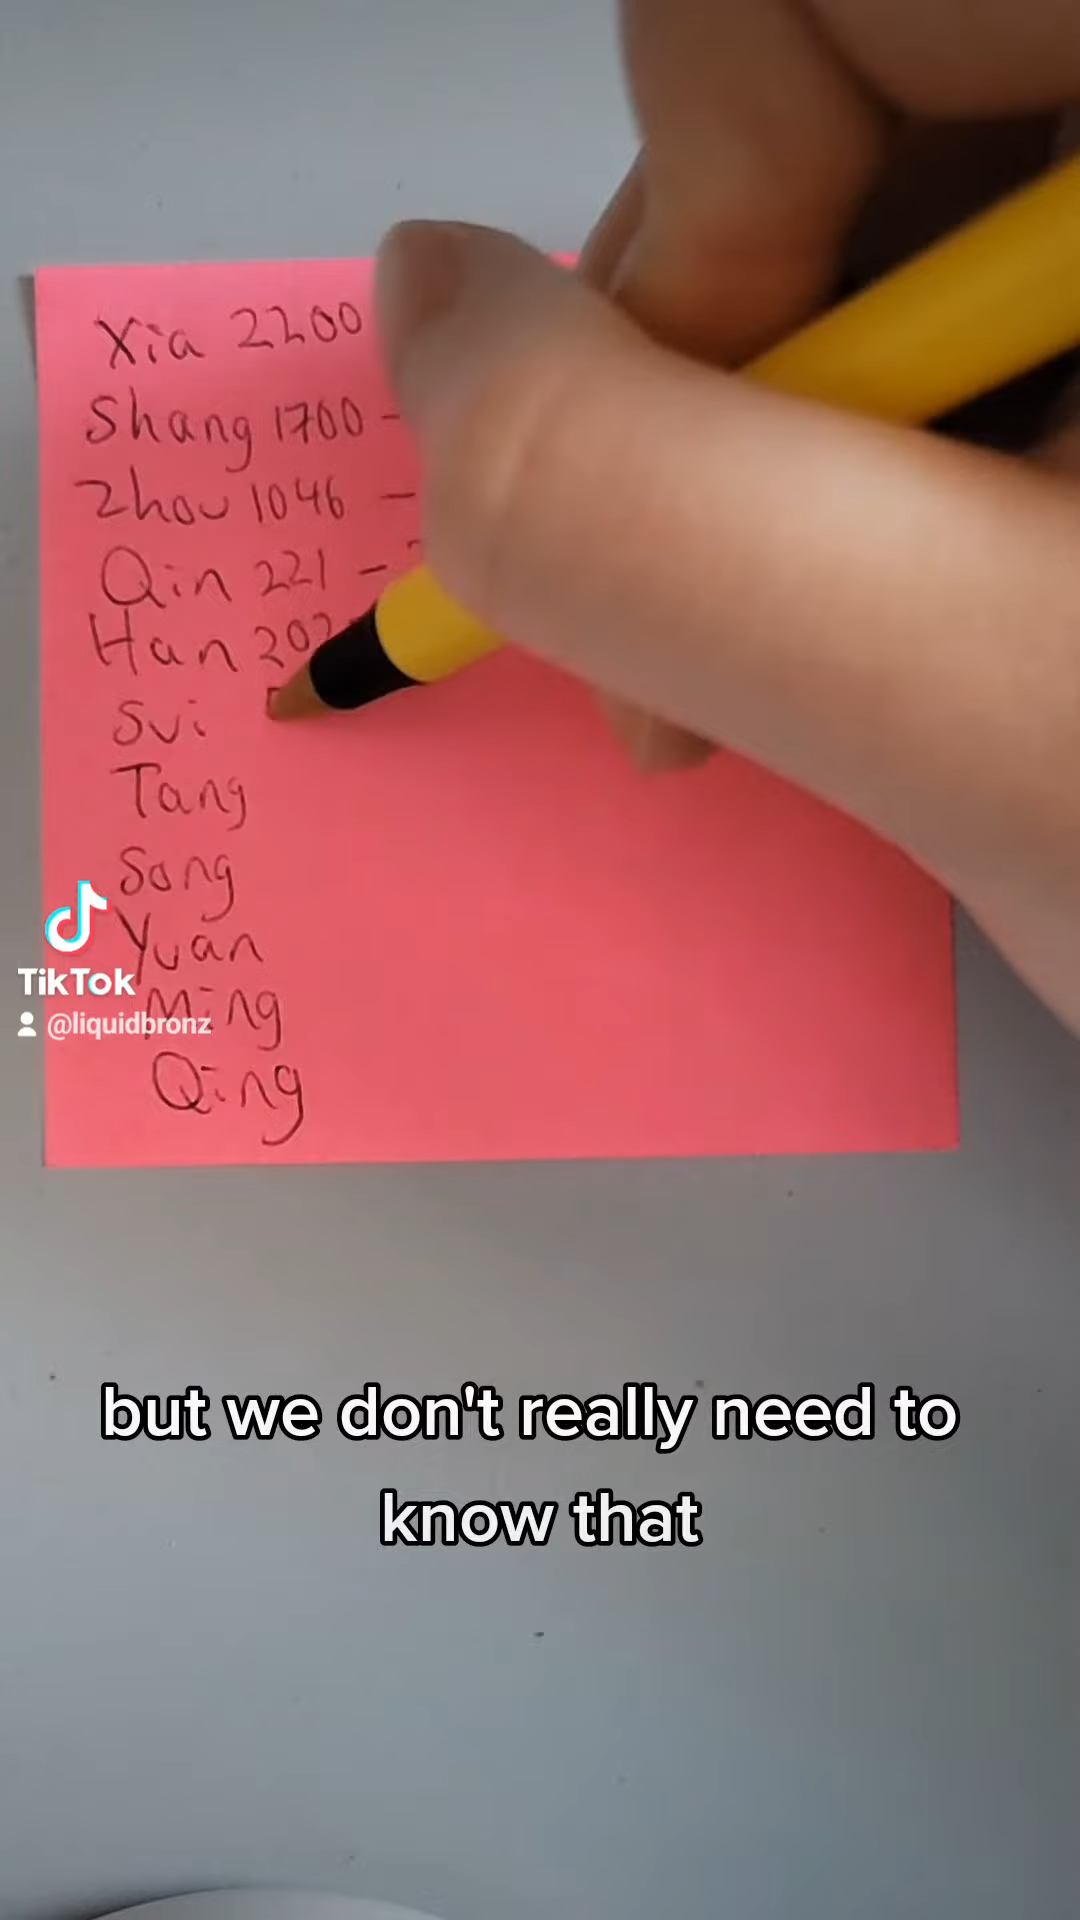 Xia 2200
Shang 1700 -
Zhou 1046 -
Qin 221 -
Han 202
Sui
Tang
Song
Yuan
Ming
Qing
TikTok
@liquidbronz
but we don't really need to
know that